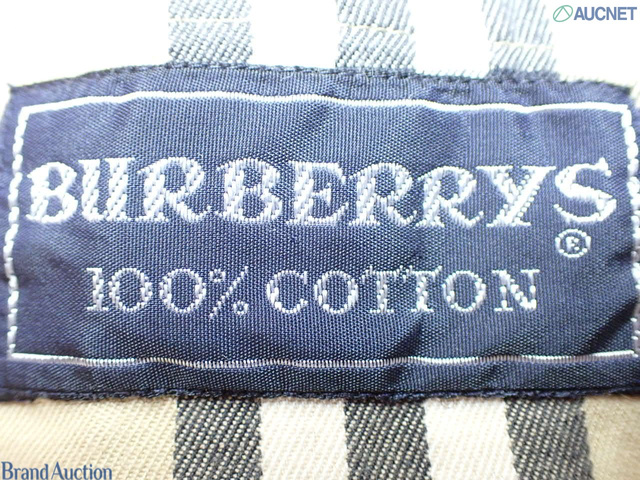 AUCNET
BURBERRYS
®
100% COTTON
Brand Auction